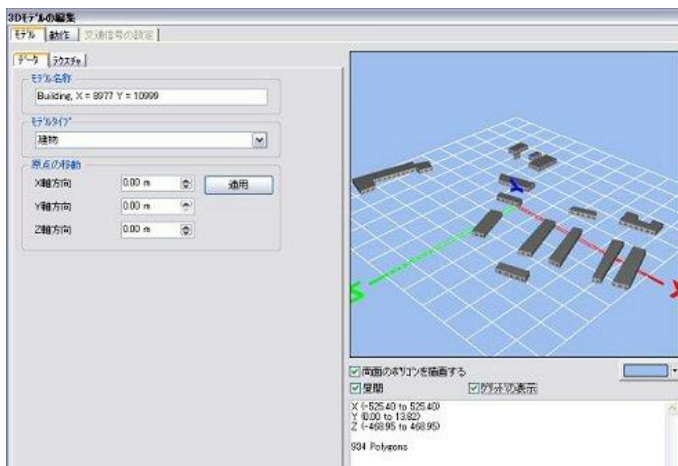 3Dモデルの編集
モデル 動作 交通信号の設定
データ テクスチャ
モデル名称
Building, X = 8977 Y = 10999
モデルタイプ
建物
原点の移動
X軸方向 0.00 m 適用
Y軸方向 0.00 m
Z軸方向 0.00 m
Y
Z
X
両面のポリゴンを描画する
昼間 グリッドの表示
X (-525.40 to 525.40)
Y (0.00 to 13.82)
Z (-468.95 to 468.95)
934 Polygons